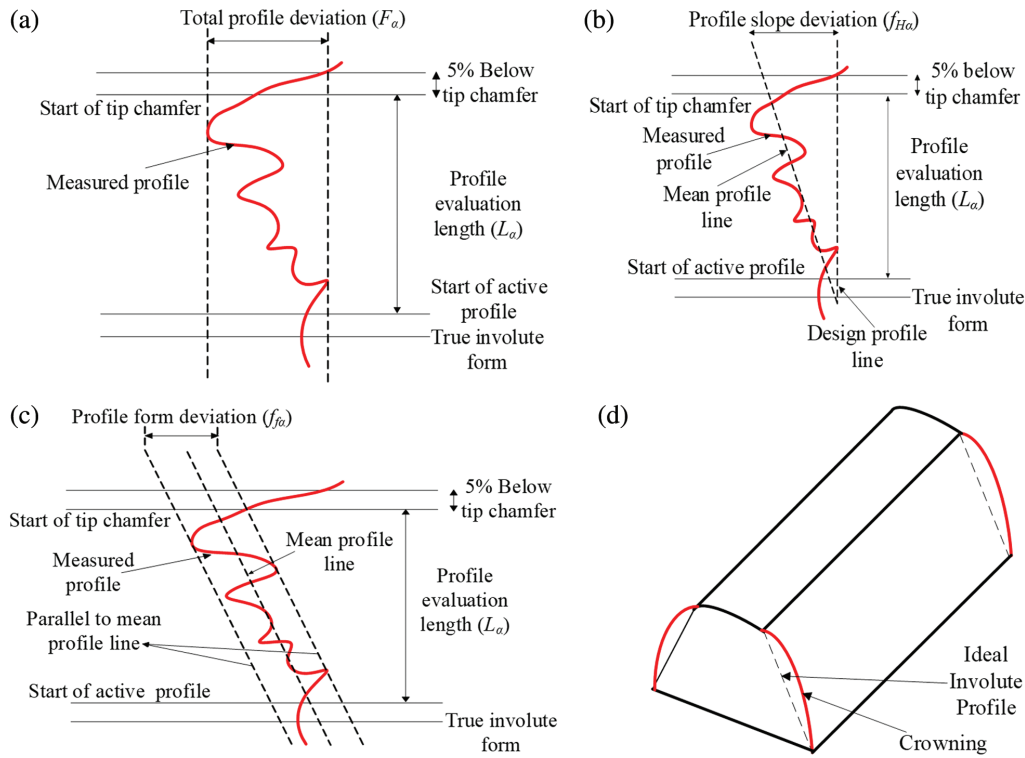 (a)
Total profile deviation (Fα)
5% Below
tip chamfer
Start of tip chamfer
Measured profile
Profile
evaluation
length (Lα)
Start of active
profile
True involute
form
(b)
Profile slope deviation (fHα)
5% below
tip chamfer
Start of tip chamfer
Measured
profile
Mean profile
line
Profile
evaluation
length (Lα)
Start of active profile
True involute
form
Design profile
line
(c)
Profile form deviation (ffα)
5% Below
tip chamfer
Start of tip chamfer
Mean profile
line
Measured
profile
Profile
evaluation
length (Lα)
Parallel to mean
profile line
Start of active profile
True involute
form
(d)
Ideal
Involute
Profile
Crowning